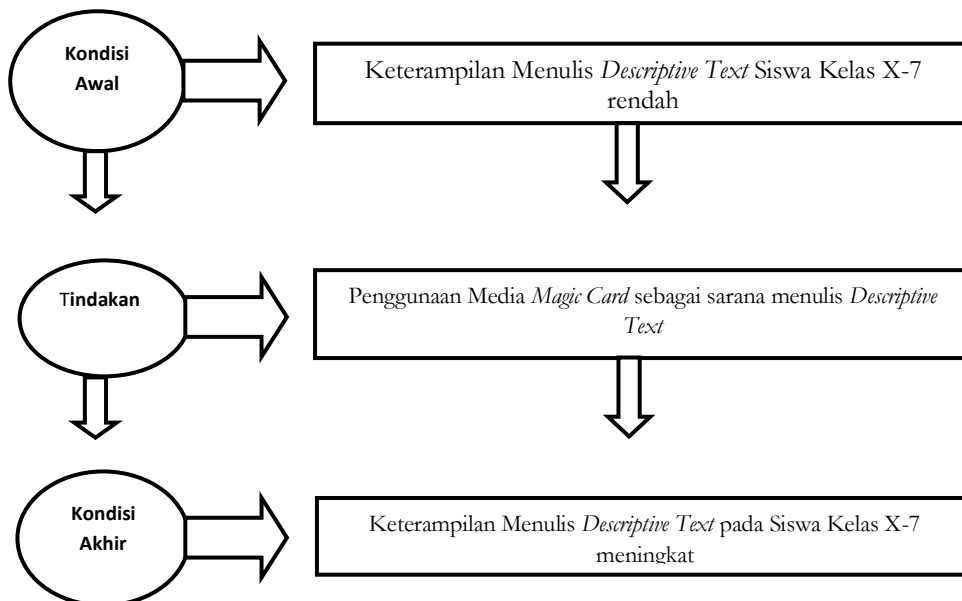 Kondisi
Awal
Keterampilan Menulis Descriptive Text Siswa Kelas X-7
rendah
Tindakan
Penggunaan Media Magic Card sebagai sarana menulis Descriptive
Text
Kondisi
Akhir
Keterampilan Menulis Descriptive Text pada Siswa Kelas X-7
meningkat